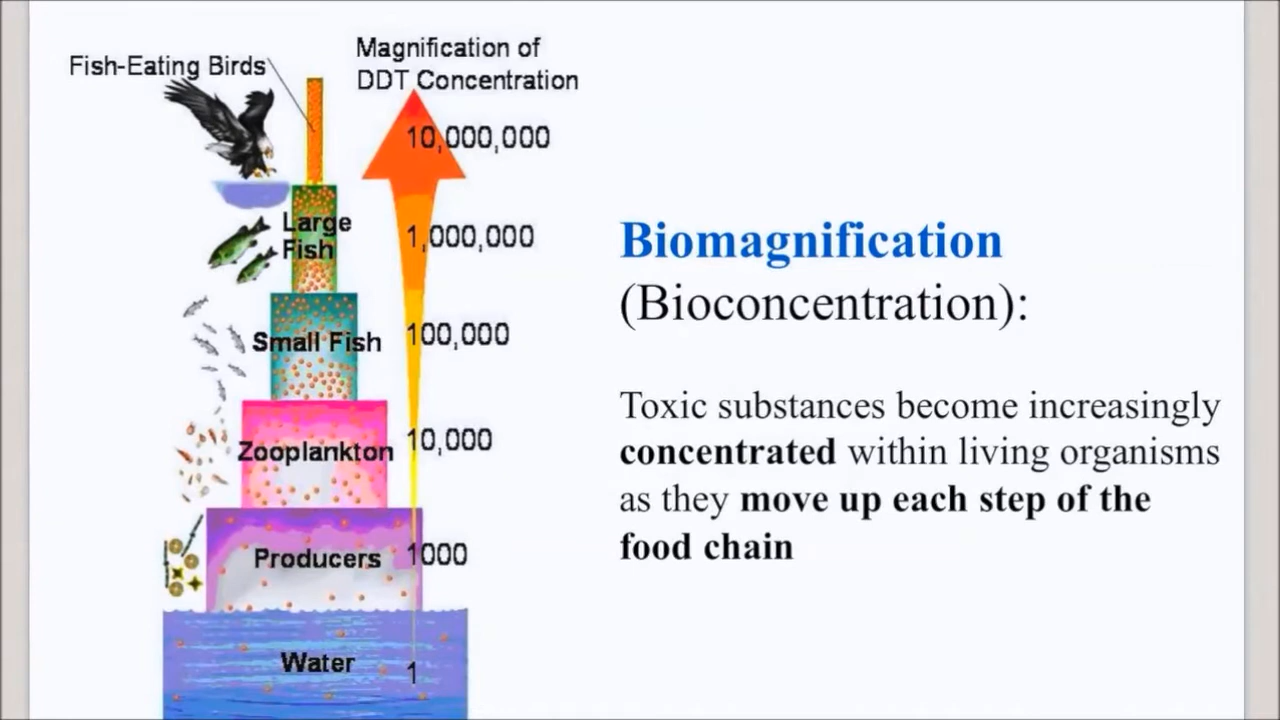 Fish-Eating Birds
Magnification of
DDT Concentration
10,000,000
Large
Fish
1,000,000
Small Fish
100,000
Zooplankton
10,000
Producers
1000
Water
1
Biomagnification
(Bioconcentration):
Toxic substances become increasingly
concentrated within living organisms
as they move up each step of the
food chain